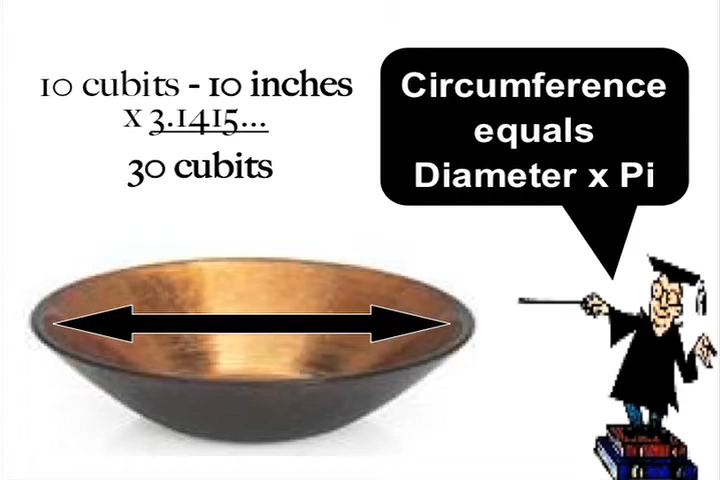 10 cubits - 10 inches
x 3.1415...
30 cubits
Circumference
equals
Diameter x Pi